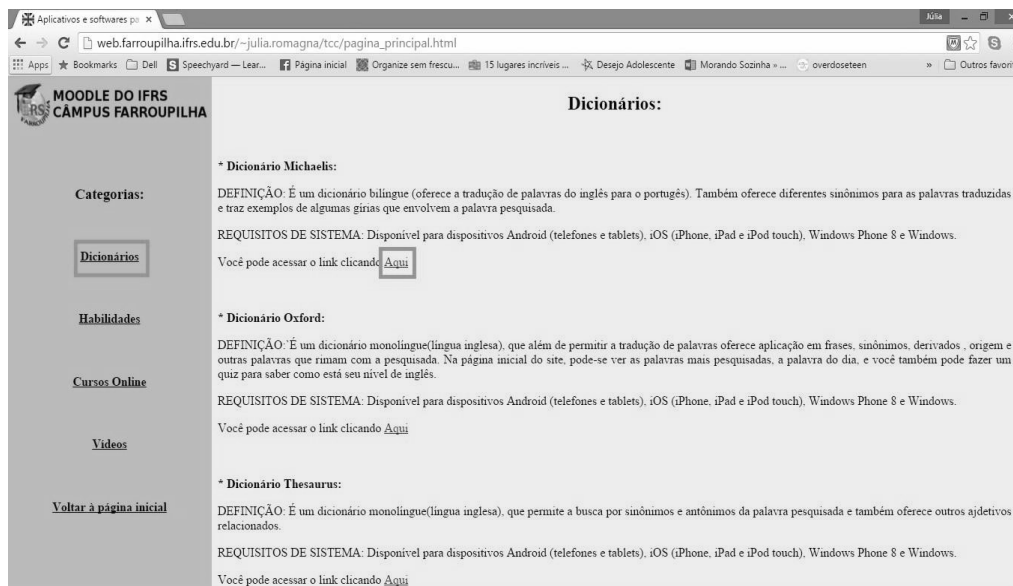 Aplicativos e softwares pa
Júlia
web.farroupilha.ifrs.edu.br/~julia.romagna/tcc/pagina_principal.html
Apps Bookmarks Dell Speechyard — Lear... Página inicial Organize sem frescu... 15 lugares incríveis ... Desejo Adolescente Morando Sozinha » ... overdoseteen » Outros favorit
MOODLE DO IFRS
CÂMPUS FARROUPILHA
Categorias:
Dicionários
Habilidades
Cursos Online
Vídeos
Voltar à página inicial
Dicionários:
* Dicionário Michaelis:
DEFINIÇÃO: É um dicionário bilíngue (oferece a tradução de palavras do inglês para o portugês). Também oferece diferentes sinônimos para as palavras traduzidas
e traz exemplos de algumas gírias que envolvem a palavra pesquisada.
REQUISITOS DE SISTEMA: Disponível para dispositivos Android (telefones e tablets), iOS (iPhone, iPad e iPod touch), Windows Phone 8 e Windows.
Você pode acessar o link clicando Aqui
* Dicionário Oxford:
DEFINIÇÃO:`É um dicionário monolíngue(língua inglesa), que além de permitir a tradução de palavras oferece aplicação em frases, sinônimos, derivados , origem e
outras palavras que rimam com a pesquisada. Na página inicial do site, pode-se ver as palavras mais pesquisadas, a palavra do dia, e você também pode fazer um
quiz para saber como está seu nível de inglês.
REQUISITOS DE SISTEMA: Disponível para dispositivos Android (telefones e tablets), iOS (iPhone, iPad e iPod touch), Windows Phone 8 e Windows.
Você pode acessar o link clicando Aqui
* Dicionário Thesaurus:
DEFINIÇÃO: É um dicionário monolíngue(língua inglesa), que permite a busca por sinônimos e antônimos da palavra pesquisada e também oferece outros ajdetivos
relacionados.
REQUISITOS DE SISTEMA: Disponível para dispositivos Android (telefones e tablets), iOS (iPhone, iPad e iPod touch), Windows Phone 8 e Windows.
Você pode acessar o link clicando Aqui